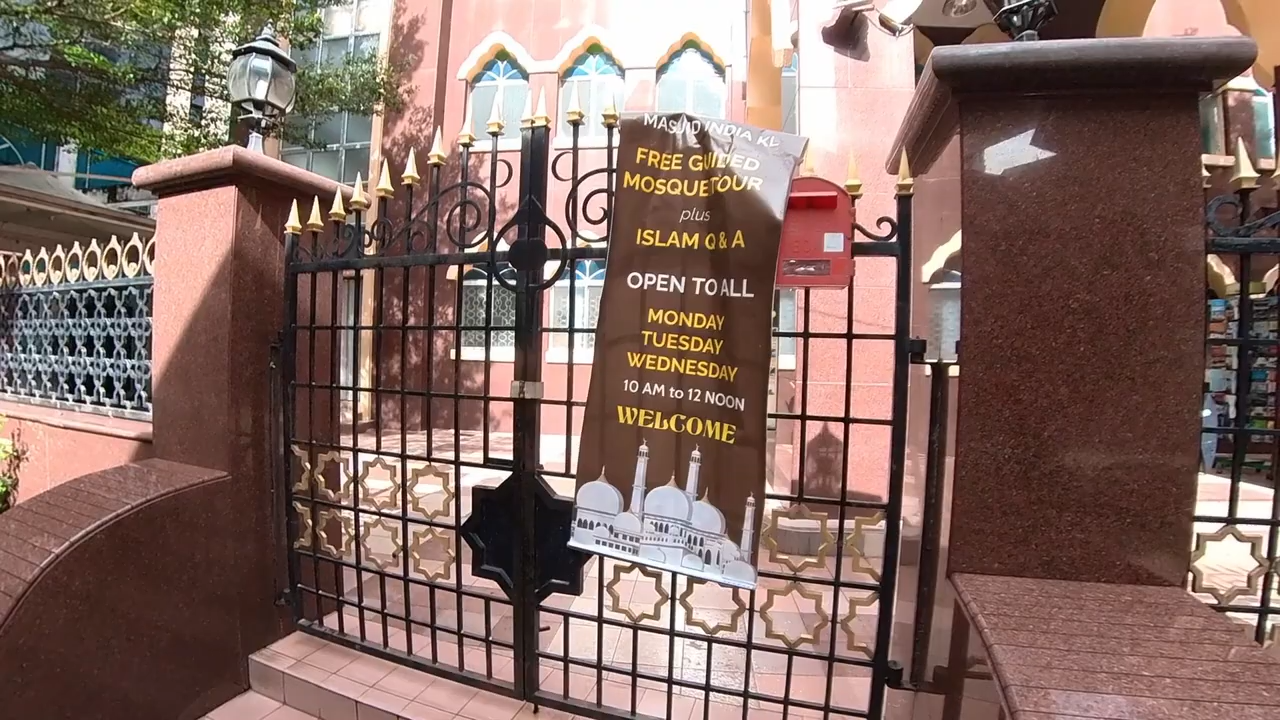 MASJID INDIA KL
FREE GUIDED
MOSQUE TOUR
plus
ISLAM Q & A
OPEN TO ALL
MONDAY
TUESDAY
WEDNESDAY
10 AM to 12 NOON
WELCOME